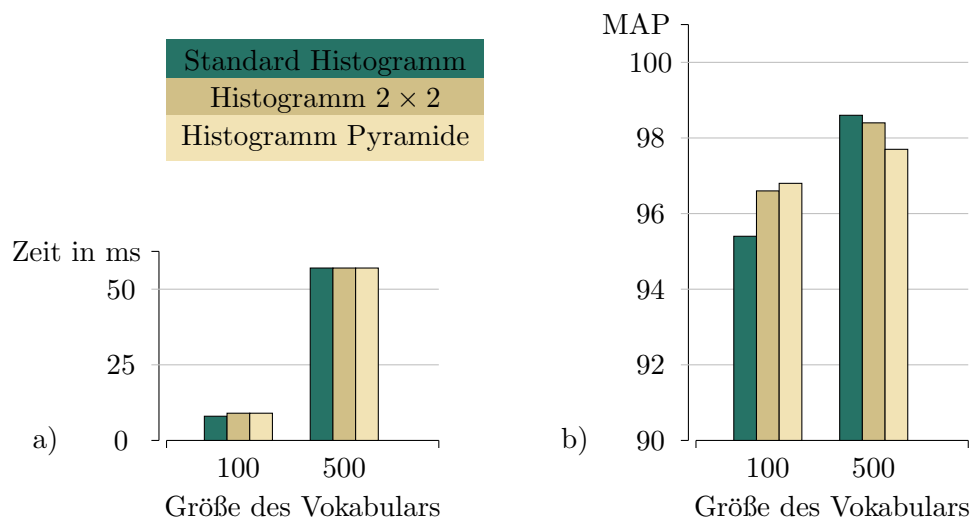 Standard Histogramm
Histogramm 2 × 2
Histogramm Pyramide
Zeit in ms
50
25
0
a)
100 500
Größe des Vokabulars
MAP
100
98
96
94
92
90
b)
100 500
Größe des Vokabulars